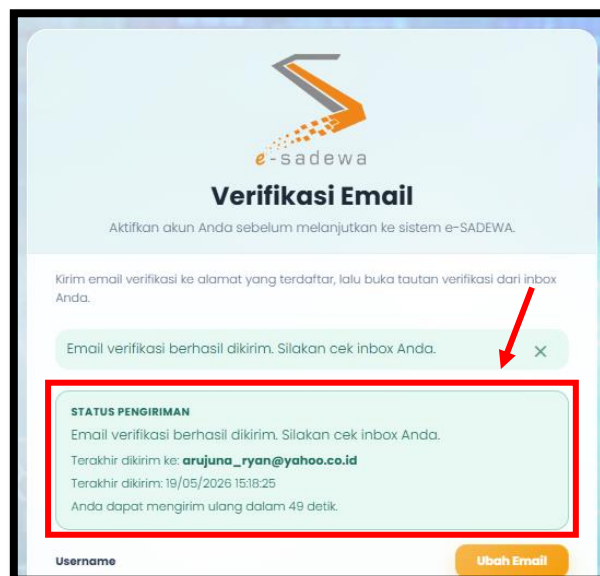 e-sadewa
Verifikasi Email
Aktifkan akun Anda sebelum melanjutkan ke sistem e-SADEWA.
Kirim email verifikasi ke alamat yang terdaftar, lalu buka tautan verifikasi dari inbox
Anda.
Email verifikasi berhasil dikirim. Silakan cek inbox Anda. ×
STATUS PENGIRIMAN
Email verifikasi berhasil dikirim. Silakan cek inbox Anda.
Terakhir dikirim ke: arujuna_ryan@yahoo.co.id
Terakhir dikirim: 19/05/2026 15:18:25
Anda dapat mengirim ulang dalam 49 detik.
Username
Ubah Email